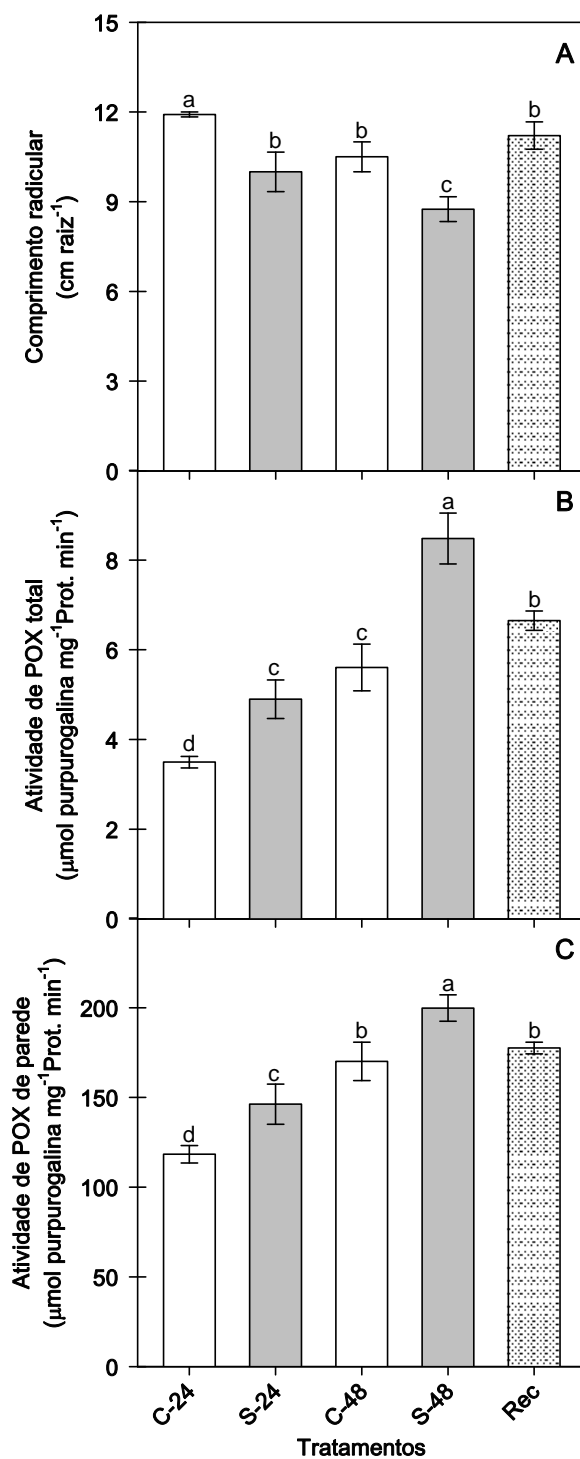 15
A
12
9
6
3
0
a
b
b
c
b
Comprimento radicular
(cm raiz⁻¹)
B
8
6
4
2
0
d
c
c
a
b
Atividade de POX total
(µmol purpurogalina mg⁻¹Prot. min⁻¹)
C
200
150
100
50
0
d
c
b
a
b
Atividade de POX de parede
(µmol purpurogalina mg⁻¹Prot. min⁻¹)
C-24
S-24
C-48
S-48
Rec
Tratamentos